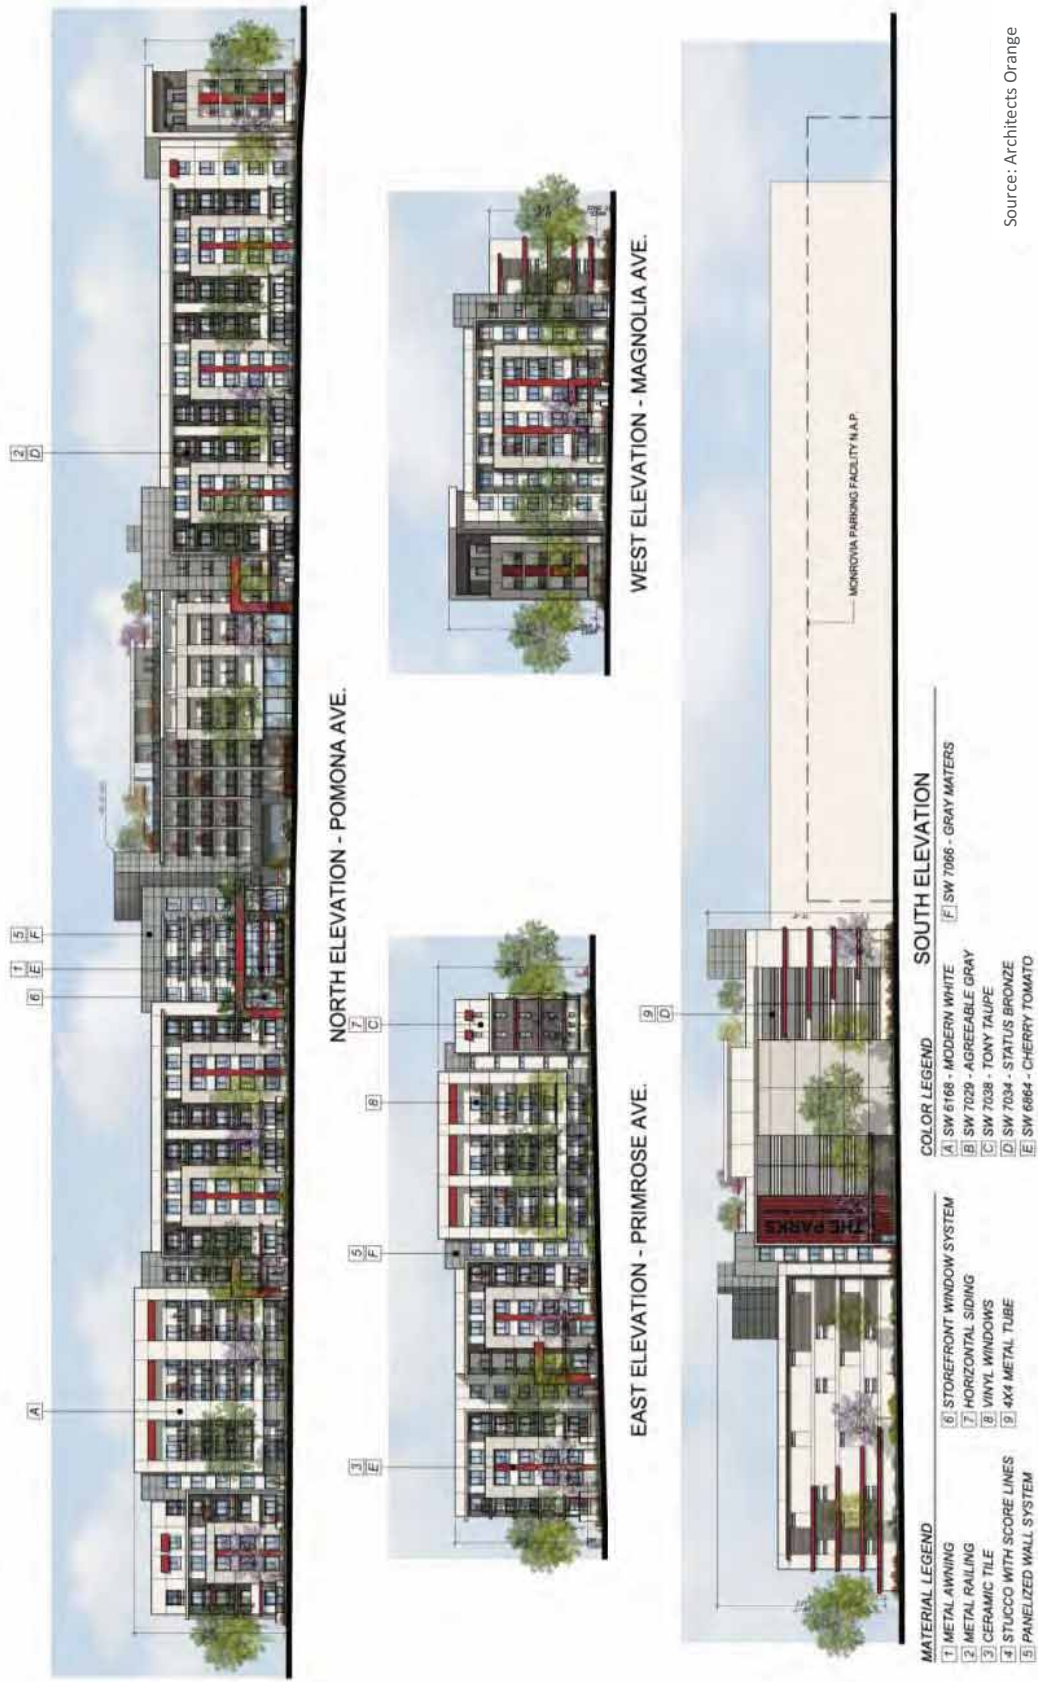 2
D
1
E
5
F
6
A
NORTH ELEVATION - POMONA AVE.
3
E
5
F
8
7
C
EAST ELEVATION - PRIMROSE AVE.
WEST ELEVATION - MAGNOLIA AVE.
9
D
THE PARKS
MONROVIA PARKING FACILITY N.A.P.
SOUTH ELEVATION
MATERIAL LEGEND
1 METAL AWNING
2 METAL RAILING
3 CERAMIC TILE
4 STUCCO WITH SCORE LINES
5 PANELIZED WALL SYSTEM
6 STOREFRONT WINDOW SYSTEM
7 HORIZONTAL SIDING
8 VINYL WINDOWS
9 4X4 METAL TUBE
COLOR LEGEND
A SW 6168 - MODERN WHITE
B SW 7029 - AGREEABLE GRAY
C SW 7038 - TONY TAUPE
D SW 7034 - STATUS BRONZE
E SW 6864 - CHERRY TOMATO
F SW 7066 - GRAY MATERS
Source: Architects Orange